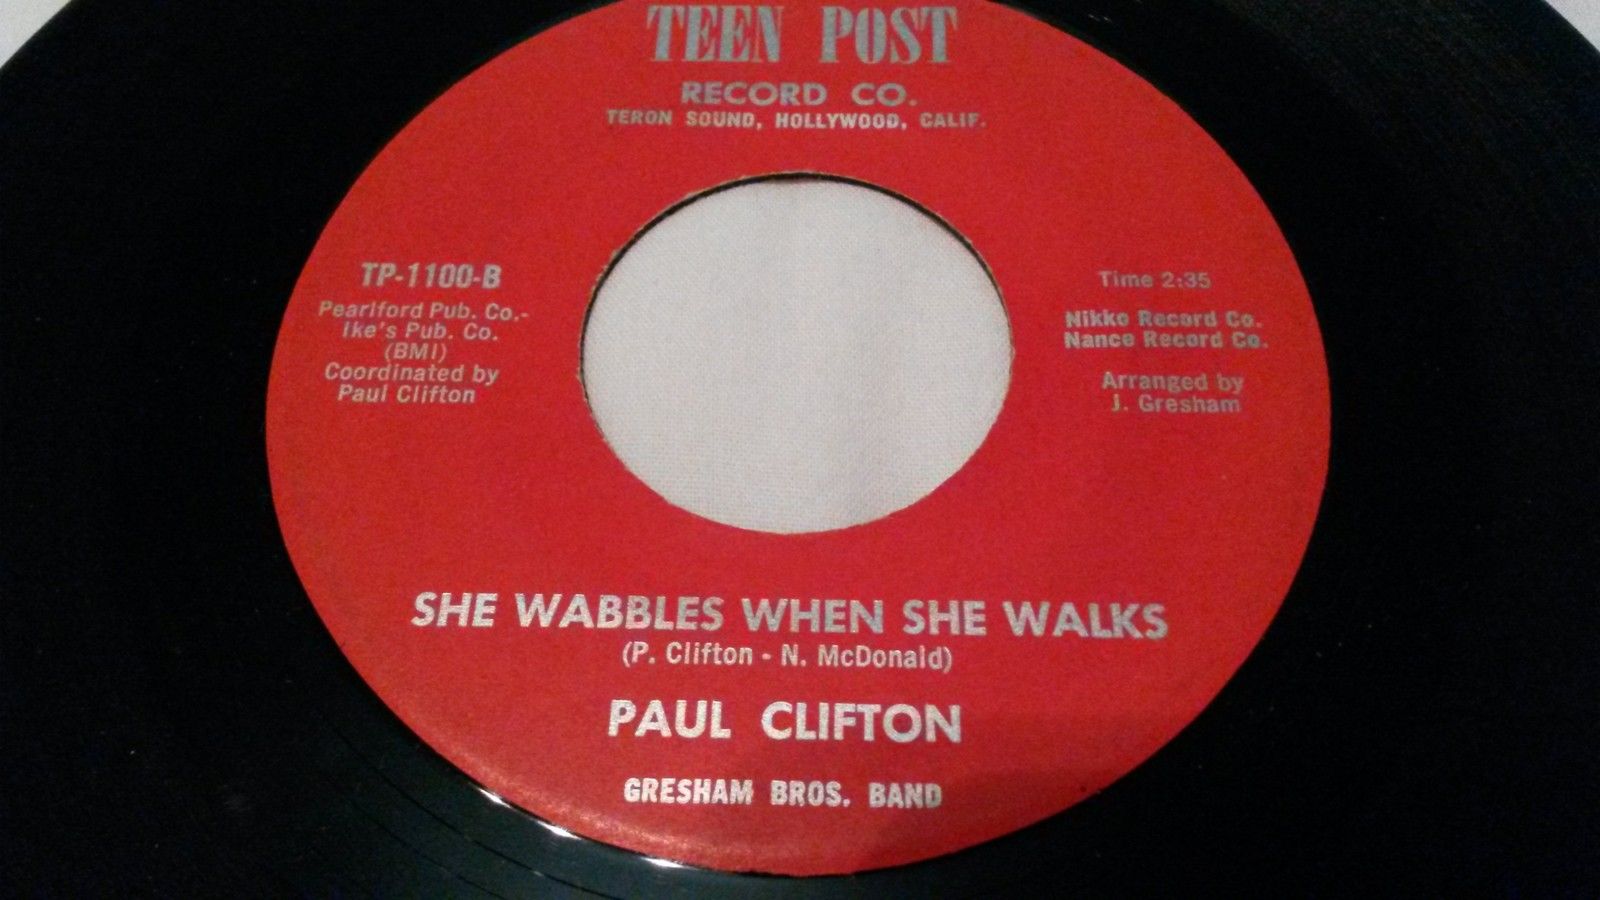 TEEN POST
RECORD CO.
TERON SOUND, HOLLYWOOD, CALIF.
TP-1100-B
Pearlford Pub. Co.-
Ike's Pub. Co.
(BMI)
Coordinated by
Paul Clifton
Time 2:35
Nikko Record Co.
Nance Record Co.
Arranged by
J. Gresham
SHE WABBLES WHEN SHE WALKS
(P. Clifton - N. McDonald)
PAUL CLIFTON
GRESHAM BROS. BAND